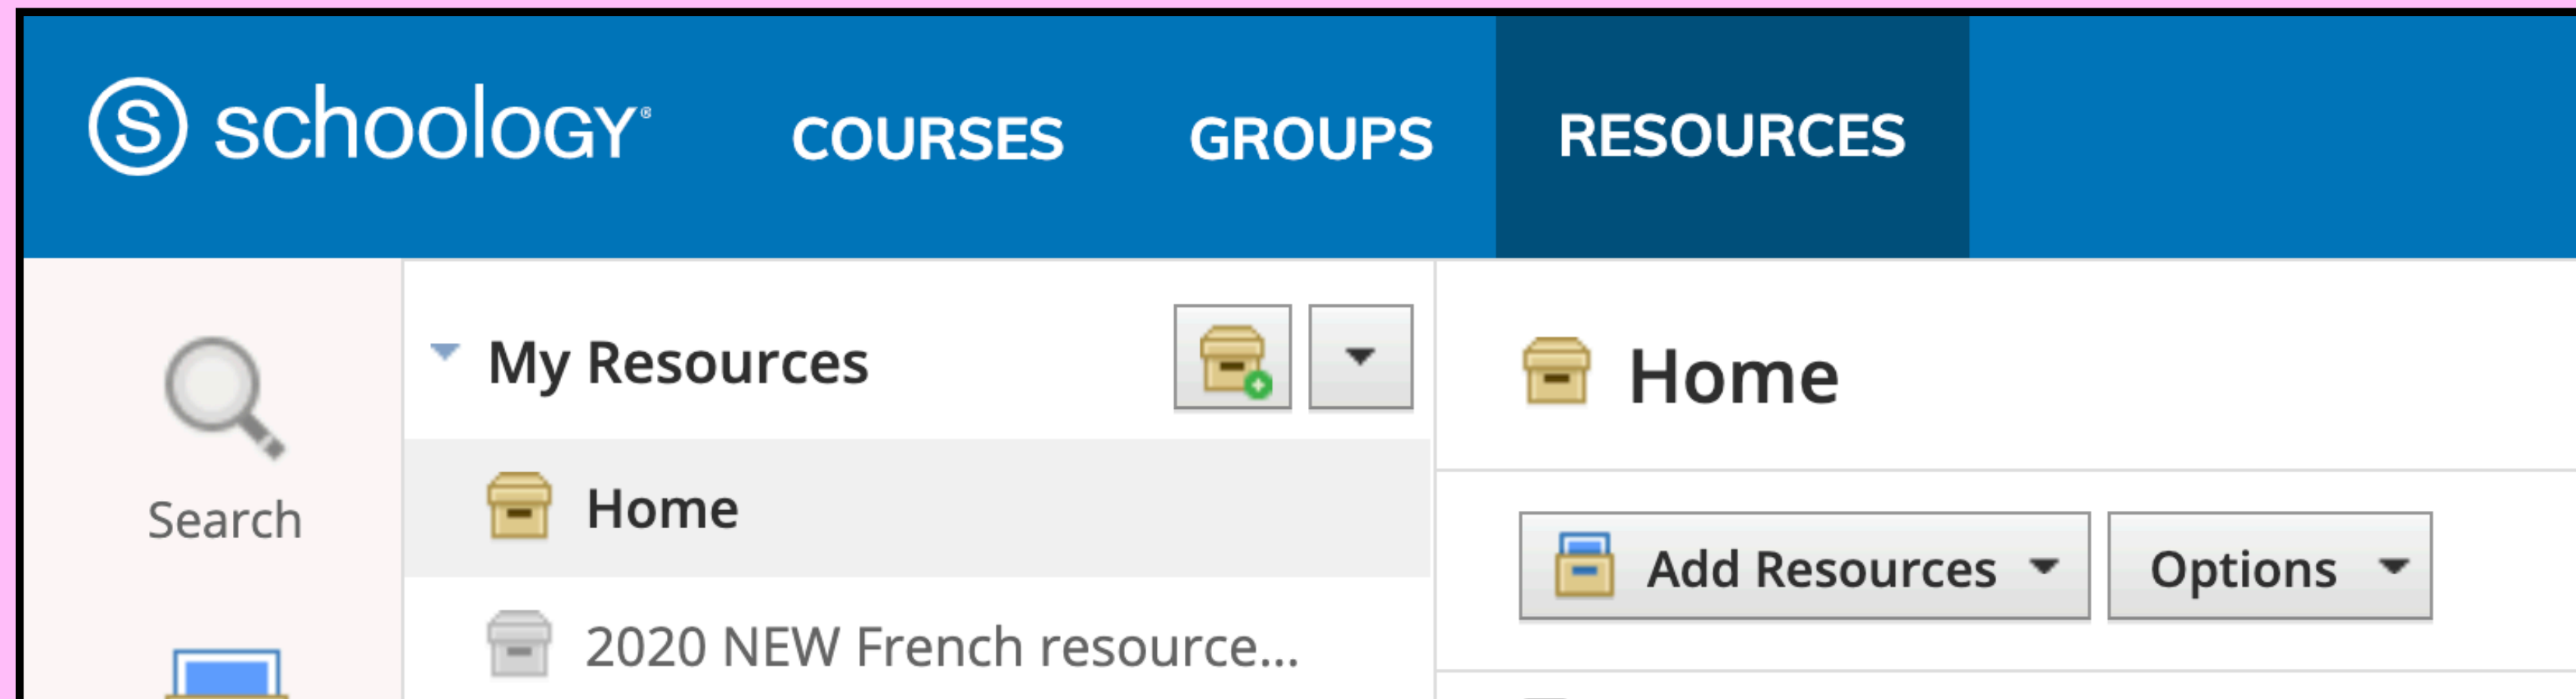 S schoology®
COURSES
GROUPS
RESOURCES
Search
My Resources
Home
2020 NEW French resource...
Home
Add Resources
Options